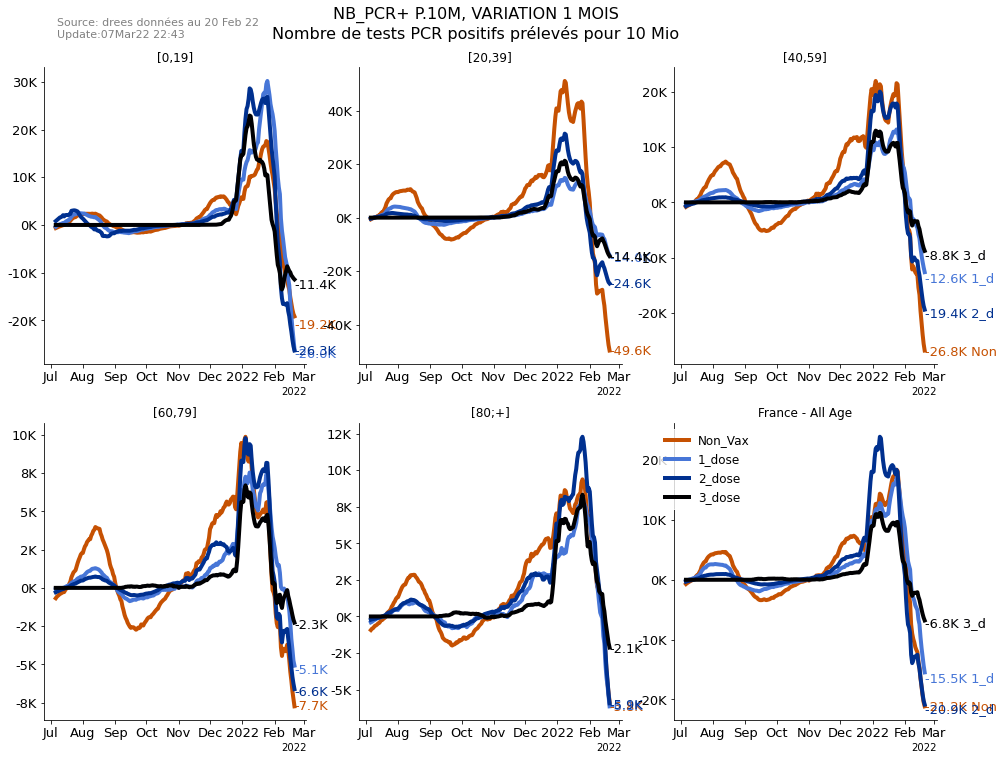 NB_PCR+ P.10M, VARIATION 1 MOIS
Source: drees données au 20 Feb 22
Update:07Mar22 22:43
Nombre de tests PCR positifs prélevés pour 10 Mio
[0,19]
30K
20K
10K
0K
-10K
-20K
-11.4K
-19.2K
-26.3K
Jul Aug Sep Oct Nov Dec 2022 Feb Mar
2022
[20,39]
40K
20K
0K
-20K
-40K
-14.4K
-24.6K
-49.6K
Jul Aug Sep Oct Nov Dec 2022 Feb Mar
2022
[40,59]
20K
10K
0K
-10K
-20K
-8.8K 3_d
-12.6K 1_d
-19.4K 2_d
-26.8K Non
Jul Aug Sep Oct Nov Dec 2022 Feb Mar
2022
[60,79]
10K
8K
5K
2K
0K
-2K
-5K
-8K
-2.3K
-5.1K
-6.6K
-7.7K
Jul Aug Sep Oct Nov Dec 2022 Feb Mar
2022
[80;+]
12K
10K
8K
5K
2K
0K
-2K
-5K
-2.1K
Jul Aug Sep Oct Nov Dec 2022 Feb Mar
2022
France - All Age
Non_Vax
1_dose
2_dose
3_dose
20K
10K
0K
-10K
-20K
-6.8K 3_d
-15.5K 1_d
-20.9K 2_d
Jul Aug Sep Oct Nov Dec 2022 Feb Mar
2022